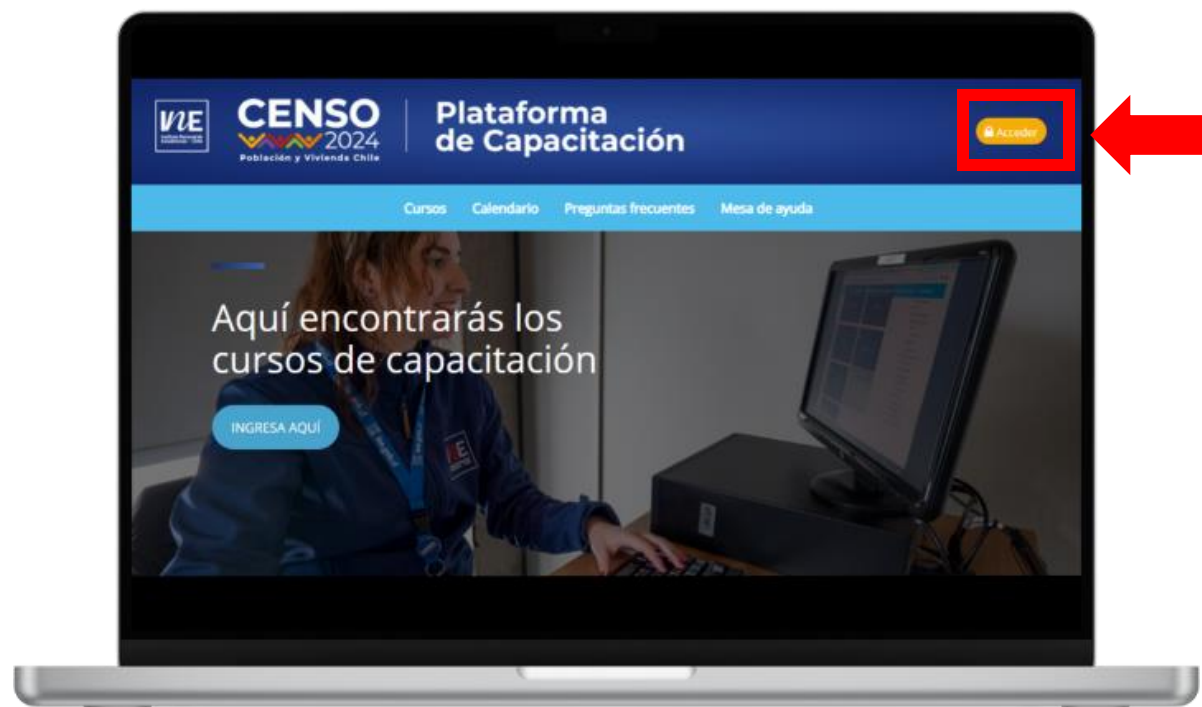 INE
CENSO
2024
Población y Vivienda Chile
Plataforma
de Capacitación
Acceder
Cursos Calendario Preguntas frecuentes Mesa de ayuda
Aquí encontrarás los
cursos de capacitación
INGRESA AQUÍ